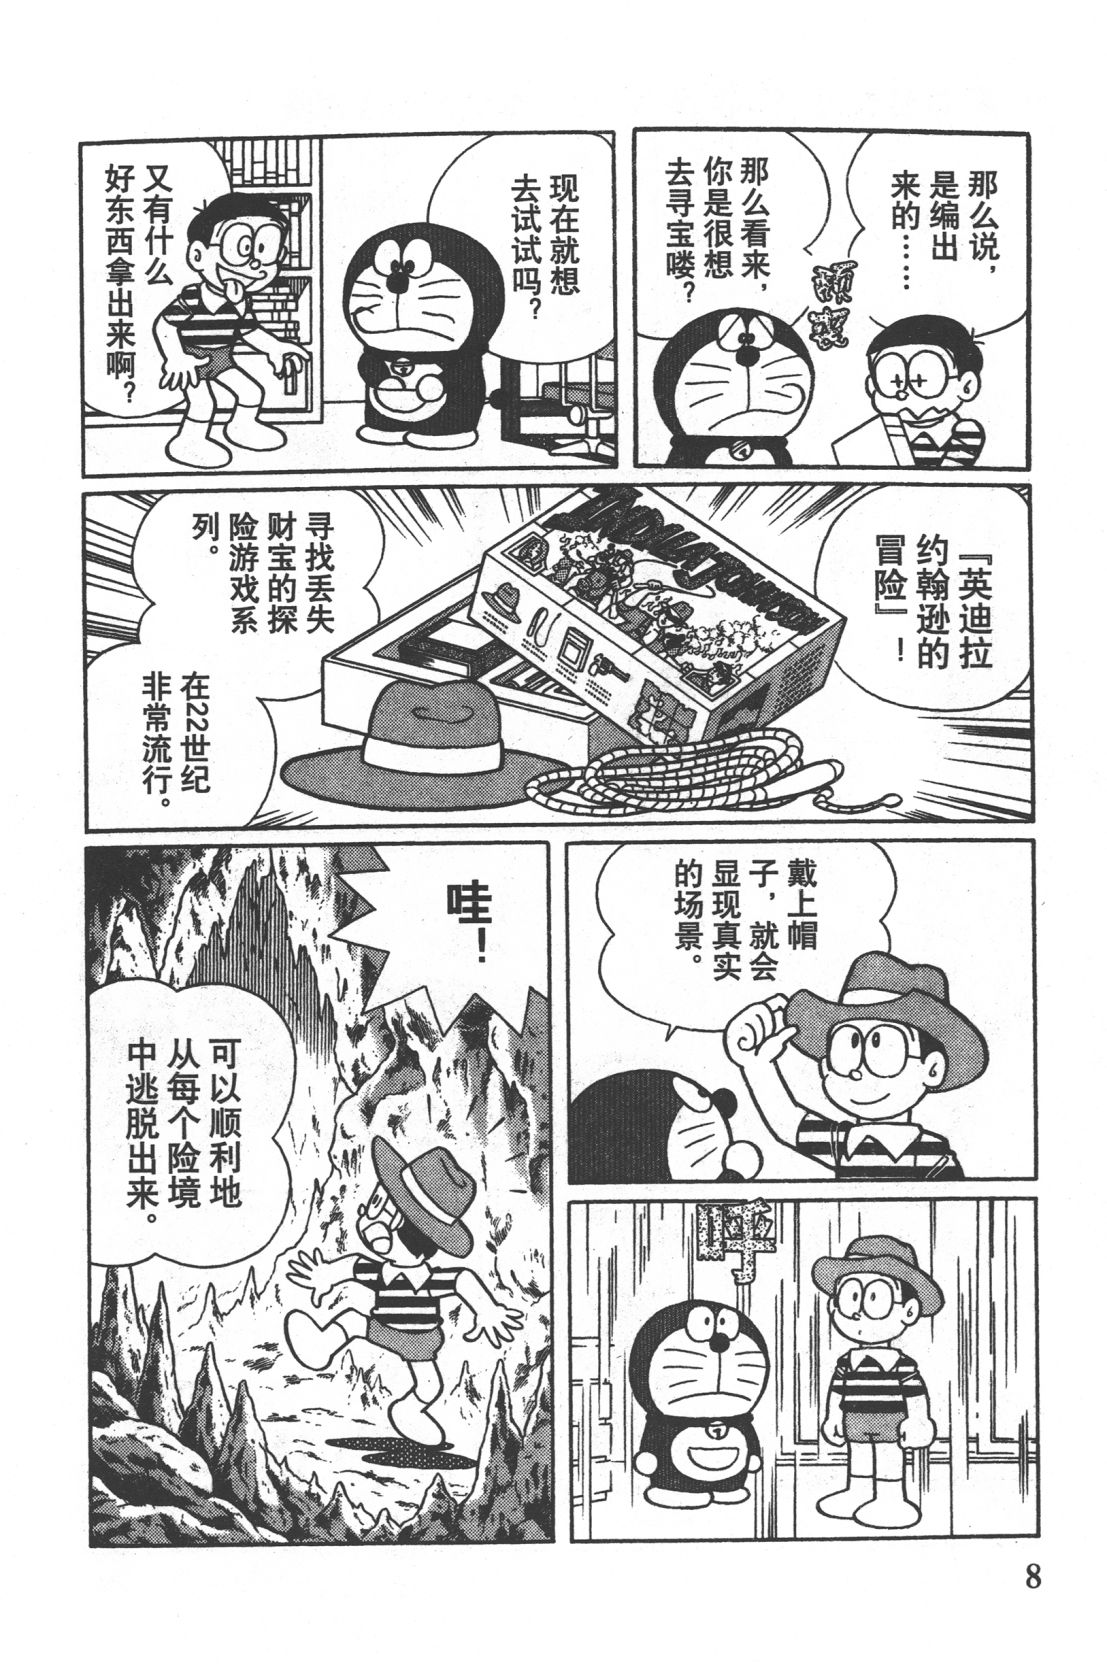 那么说，
是编出
来的……
颤
那么看来，
你是很想
去寻宝喽？
现在就想
去试试吗？
又有什么
好东西拿出来啊？
『英迪拉
约翰逊的
冒险』！
寻找丢失
财宝的探
险游戏系
列。
在22世纪
非常流行。
戴上帽
子，就会
显现真实
的场景。
呼
哇！
可以顺利地
从每个险境
中逃脱出来。
8